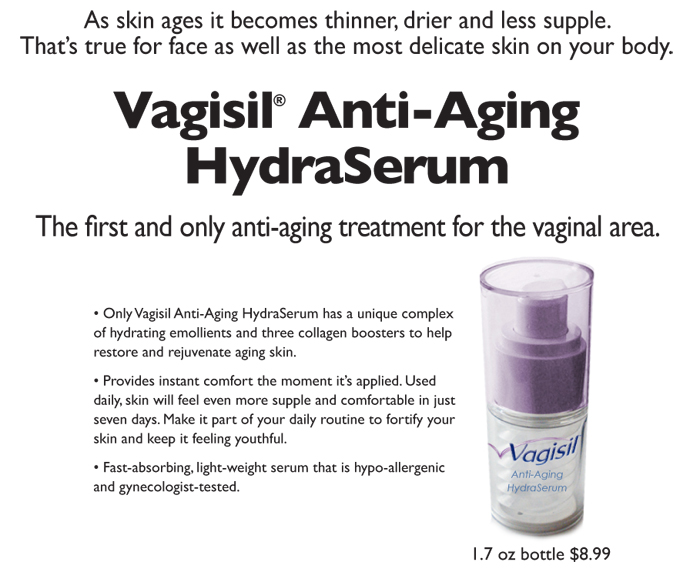 As skin ages it becomes thinner, drier and less supple.
That's true for face as well as the most delicate skin on your body.
Vagisil® Anti-Aging
HydraSerum
The first and only anti-aging treatment for the vaginal area.
• Only Vagisil Anti-Aging HydraSerum has a unique complex
of hydrating emollients and three collagen boosters to help
restore and rejuvenate aging skin.
• Provides instant comfort the moment it's applied. Used
daily, skin will feel even more supple and comfortable in just
seven days. Make it part of your daily routine to fortify your
skin and keep it feeling youthful.
• Fast-absorbing, light-weight serum that is hypo-allergenic
and gynecologist-tested.
Vagisil
Anti-Aging
HydraSerum
1.7 oz bottle $8.99